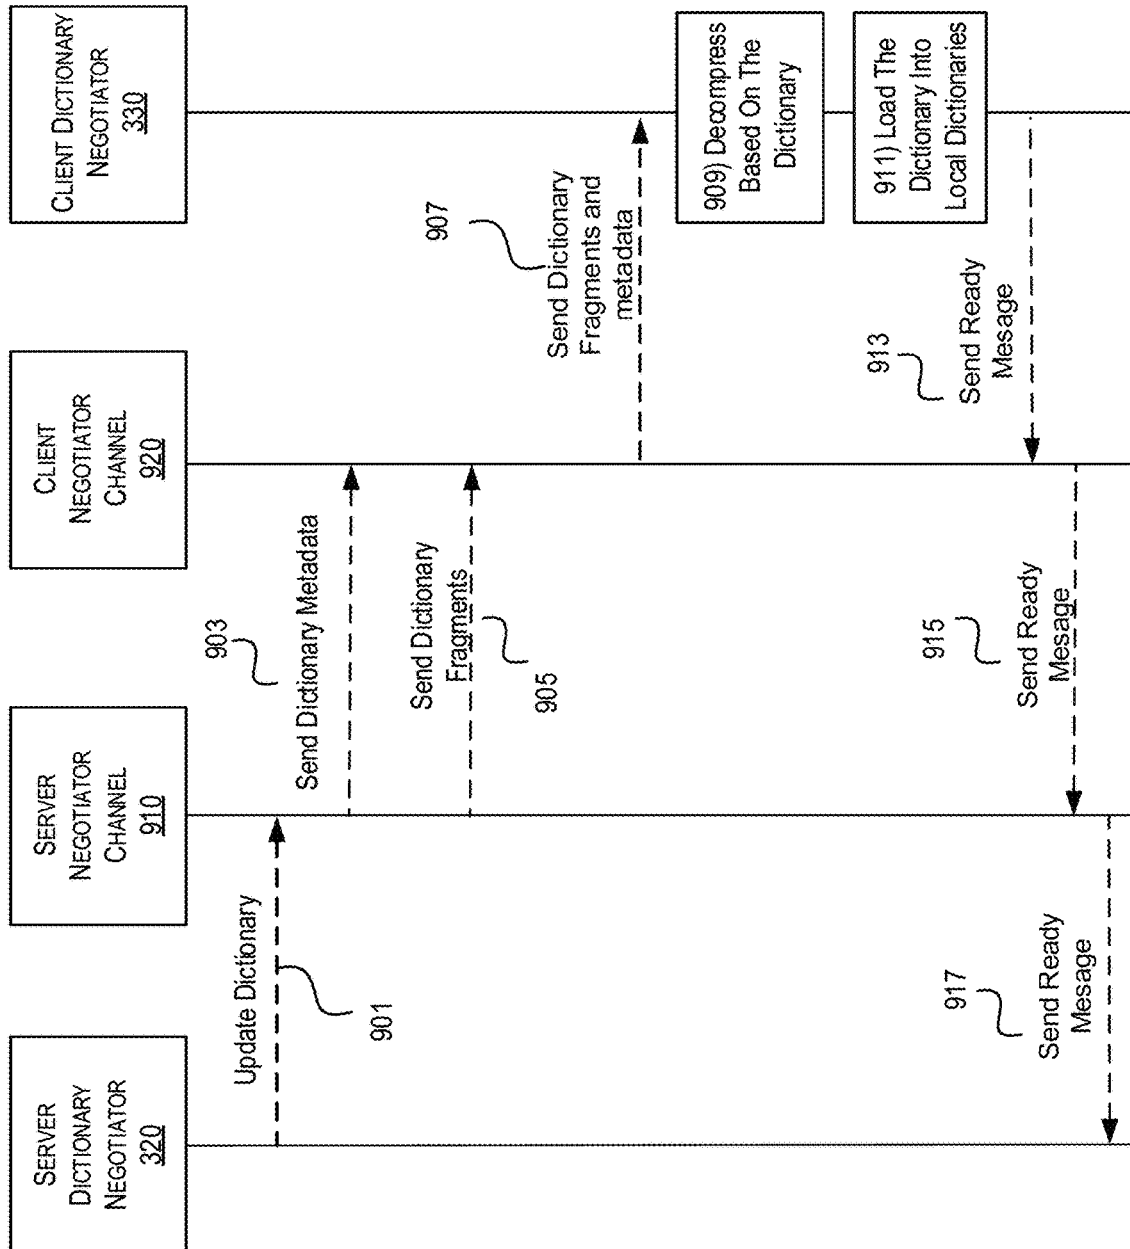 SERVER
DICTIONARY
NEGOTIATOR
320
SERVER
NEGOTIATOR
CHANNEL
910
CLIENT
NEGOTIATOR
CHANNEL
920
CLIENT DICTIONARY
NEGOTIATOR
330
Update Dictionary
901
903
Send Dictionary Metadata
Send Dictionary
Fragments
905
907
Send Dictionary
Fragments and
metadata
909) Decompress
Based On The
Dictionary
911) Load The
Dictionary Into
Local Dictionaries
913
Send Ready
Mesage
915
Send Ready
Mesage
917
Send Ready
Message